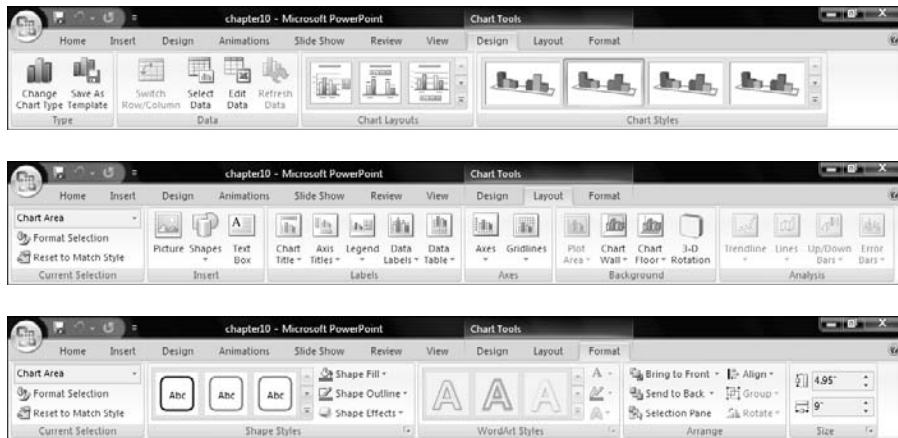 chapter10 - Microsoft PowerPoint Chart Tools
Home Insert Design Animations Slide Show Review View Design Layout Format
Change Chart Type Save As Template Switch Row/Column Select Data Edit Data Refresh Data
Type Data Chart Layouts Chart Styles
chapter10 - Microsoft PowerPoint Chart Tools
Home Insert Design Animations Slide Show Review View Design Layout Format
Chart Area
Format Selection
Reset to Match Style
Picture Shapes Text Box Chart Title Axis Titles Legend Data Labels Data Table Axes Gridlines Plot Area Chart Wall Chart Floor 3-D Rotation Trendline Lines Up/Down Bars Error Bars
Current Selection Insert Labels Axes Background Analysis
chapter10 - Microsoft PowerPoint Chart Tools
Home Insert Design Animations Slide Show Review View Design Layout Format
Chart Area Shape Fill A Bring to Front Align 4.95"
Format Selection Abc Abc Abc Shape Outline A A A Send to Back Group
Reset to Match Style Shape Effects A Selection Pane Rotate 9"
Current Selection Shape Styles WordArt Styles Arrange Size